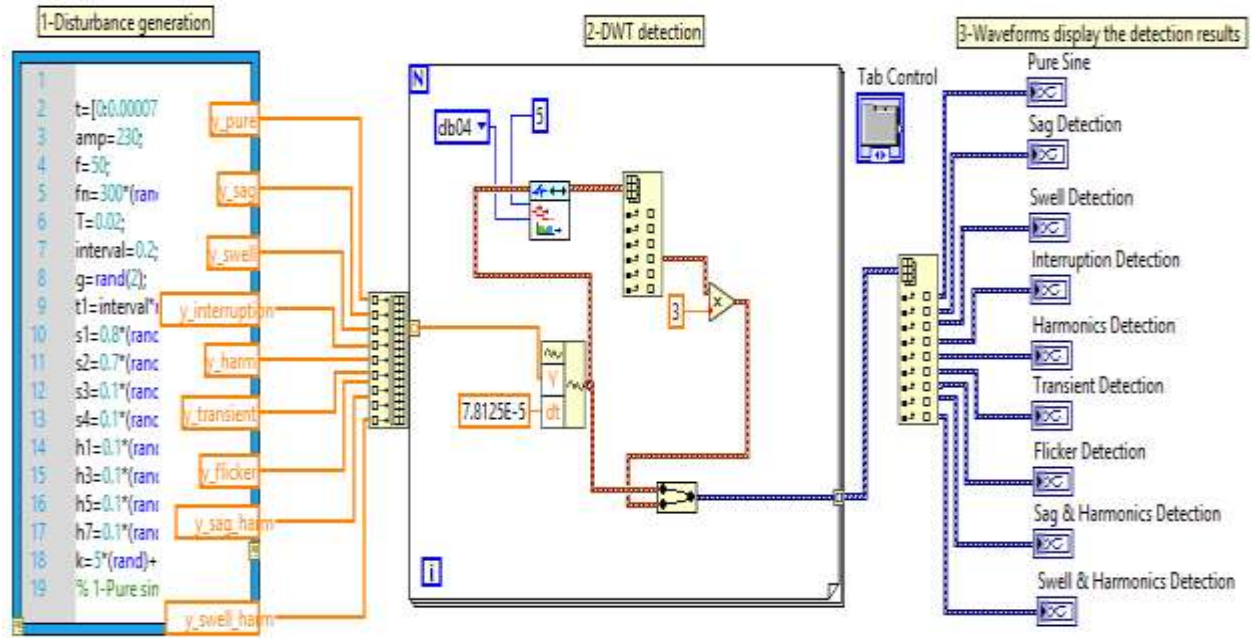 1-Disturbance generation
1
2 t=[0:0.00007
3 amp=230;
4 f=50;
5 fn=300*(ran
6 T=0.02;
7 interval=0.2;
8 g=rand(2);
9 t1=interval*
10 s1=0.8*(ranc
11 s2=0.7*(ranc
12 s3=0.1*(ranc
13 s4=0.1*(ranc
14 h1=0.1*(ran
15 h3=0.1*(ran
16 h5=0.1*(ran
17 h7=0.1*(ran
18 k=5*(rand)+
19 % 1-Pure sin
y_pure
y_sag
y_swell
y_interruption
y_harm
y_transient
y_flicker
y_sag_harm
y_swell_harm
2-DWT detection
N
db04
5
3
Y
dt
7.8125E-5
i
Tab Control
3-Waveforms display the detection results
Pure Sine
Sag Detection
Swell Detection
Interruption Detection
Harmonics Detection
Transient Detection
Flicker Detection
Sag & Harmonics Detection
Swell & Harmonics Detection